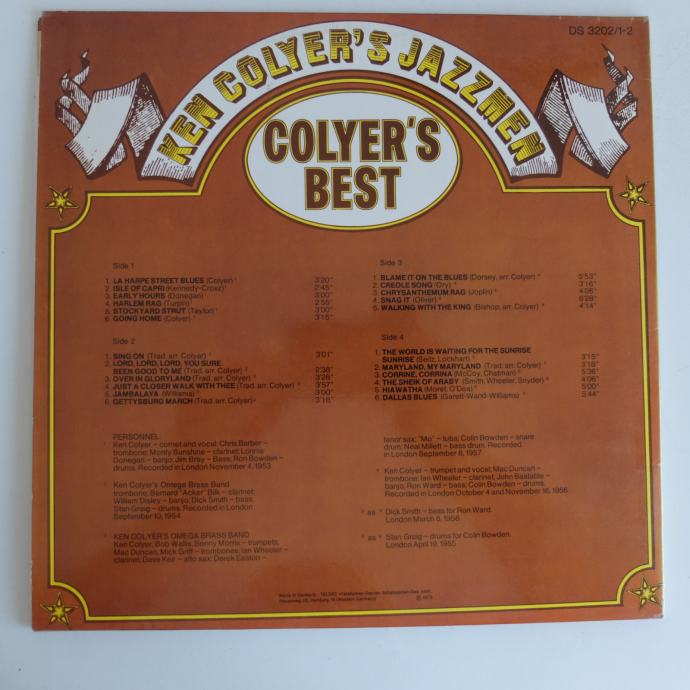 DS 3202/1-2
KEN COLYER'S JAZZMEN
COLYER'S
BEST
Side 1
1. LA HARPE STREET BLUES (Colyer) 3'20"
2. ISLE OF CAPRI (Kennedy-Crosz) 2'45"
3. EARLY HOURS (Donegan) 3'00"
4. HARLEM RAG (Turpin) 2'55"
5. STOCKYARD STRUT (Taylor) 3'00"
6. GOING HOME (Colyer) 3'15"
Side 2
1. SING ON (Trad. arr. Colyer) 3'01"
2. LORD, LORD, LORD, YOU SURE
BEEN GOOD TO ME (Trad. arr. Colyer) 2'38"
3. OVER IN GLORYLAND (Trad. arr. Colyer) 3'28"
4. JUST A CLOSER WALK WITH THEE (Trad. arr. Colyer) 3'57"
5. JAMBALAYA (Williams) 3'00"
6. GETTYSBURG MARCH (Trad. arr. Colyer) 3'18"
Side 3
1. BLAME IT ON THE BLUES (Dorsey, arr. Colyer) 5'53"
2. CREOLE SONG (Ory) 3'16"
3. CHRYSANTHEMUM RAG (Joplin) 4'06"
4. SNAG IT (Oliver) 6'28"
5. WALKING WITH THE KING (Bishop, arr. Colyer) 4'14"
Side 4
1. THE WORLD IS WAITING FOR THE SUNRISE
SUNRISE (Seitz, Lockhart) 3'15"
2. MARYLAND, MY MARYLAND (Trad. arr. Colyer) 3'18"
3. CORRINE, CORRINA (McCoy, Chatman) 5'36"
4. THE SHEIK OF ARABY (Smith, Wheeler, Snyder) 4'06"
5. HIAWATHA (Moret, O'Dea) 5'00"
6. DALLAS BLUES (Garett-Wand-Williams) 5'44"
PERSONNEL:
Ken Colyer – cornet and vocal; Chris Barber –
trombone; Monty Sunshine – clarinet; Lonnie
Donegan – banjo; Jim Bray – Bass; Ron Bowden –
drums. Recorded in London November 4, 1953
Ken Colyer's Omega Brass Band
trombone; Bernard "Acker" Bilk – clarinet;
William Disley – banjo; Dick Smith – bass;
Stan Greig – drums. Recorded in London
September 10, 1954
KEN COLYER'S OMEGA BRASS BAND
Ken Colyer, Bob Wallis, Sonny Morris – trumpets;
Mac Duncan, Mick Griff – trombones; Ian Wheeler –
clarinet; Dave Keir – alto sax; Derek Easton –
tenor sax; "Mo" – tuba; Colin Bowden – snare
drum; Neal Millett – bass drum. Recorded
in London September 8, 1957
Ken Colyer – trumpet and vocal; Mac Duncan –
trombone; Ian Wheeler – clarinet; John Bastable –
banjo; Ron Ward – bass; Colin Bowden – drums.
Recorded in London October 4 and November 16, 1956
as Dick Smith – bass for Ron Ward.
London March 6, 1956
as Stan Greig – drums for Colin Bowden.
London April 19, 1955